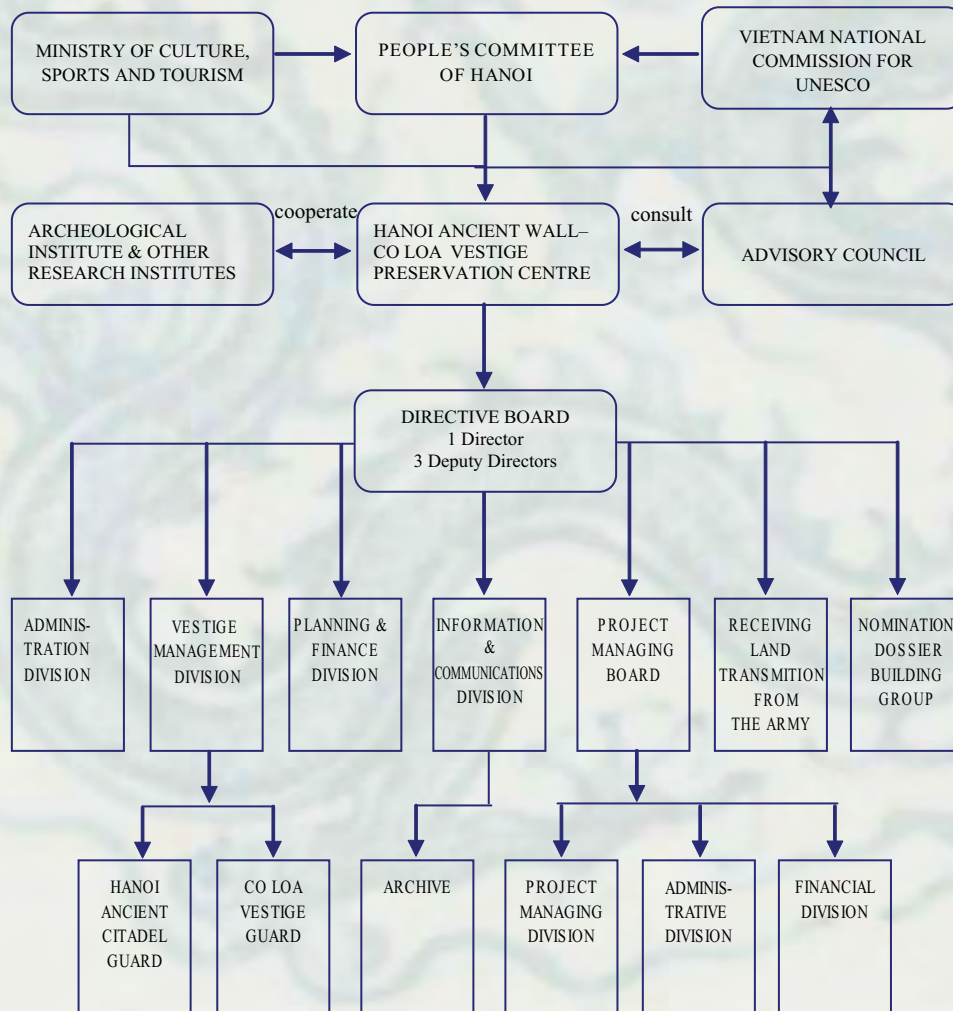 MINISTRY OF CULTURE,
SPORTS AND TOURISM
PEOPLE'S COMMITTEE
OF HANOI
VIETNAM NATIONAL
COMMISSION FOR
UNESCO
ARCHEOLOGICAL
INSTITUTE & OTHER
RESEARCH INSTITUTES
cooperate
HANOI ANCIENT WALL–
CO LOA VESTIGE
PRESERVATION CENTRE
consult
ADVISORY COUNCIL
DIRECTIVE BOARD
1 Director
3 Deputy Directors
ADMINIS-
TRATION
DIVISION
VESTIGE
MANAGEMENT
DIVISION
PLANNING &
FINANCE
DIVISION
INFORMATION
&
COMMUNICATIONS
DIVISION
PROJECT
MANAGING
BOARD
RECEIVING
LAND
TRANSMITION
FROM
THE ARMY
NOMINATION
DOSSIER
BUILDING
GROUP
HANOI
ANCIENT
CITADEL
GUARD
CO LOA
VESTIGE
GUARD
ARCHIVE
PROJECT
MANAGING
DIVISION
ADMINIS-
TRATIVE
DIVISION
FINANCIAL
DIVISION